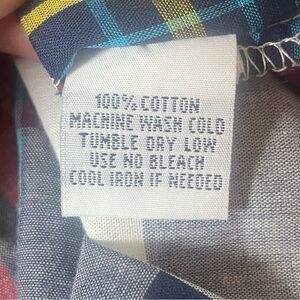 100% COTTON
MACHINE WASH COLD
TUMBLE DRY LOW
USE NO BLEACH
COOL IRON IF NEEDED